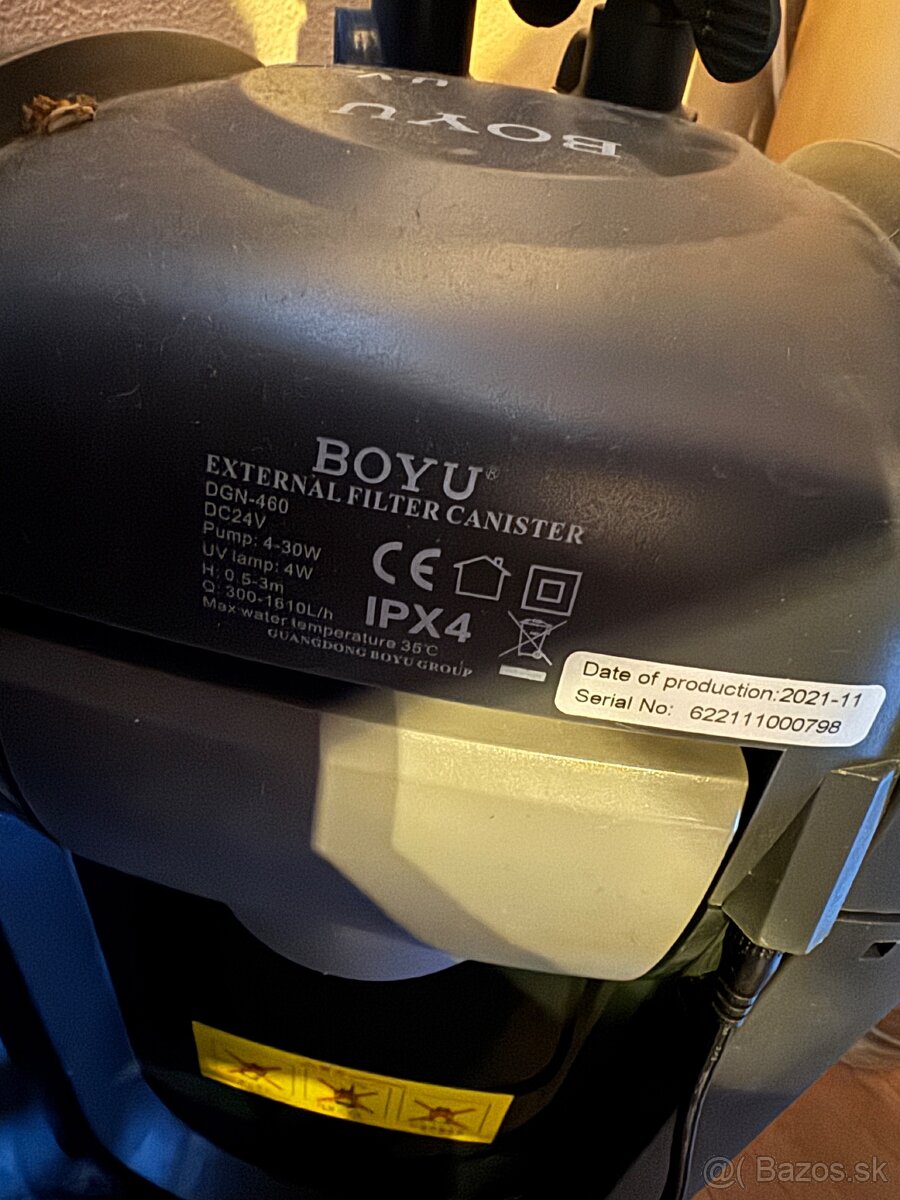 UV
BOYU
BOYU®
EXTERNAL FILTER CANISTER
DGN-460
DC24V
Pump: 4-30W
UV lamp: 4W
H: 0.5-3m
Q: 300-1610L/h
Max water temperature 35℃
GUANGDONG BOYU GROUP
CE
IPX4
Date of production:2021-11
Serial No: 622111000798
@( Bazos.sk